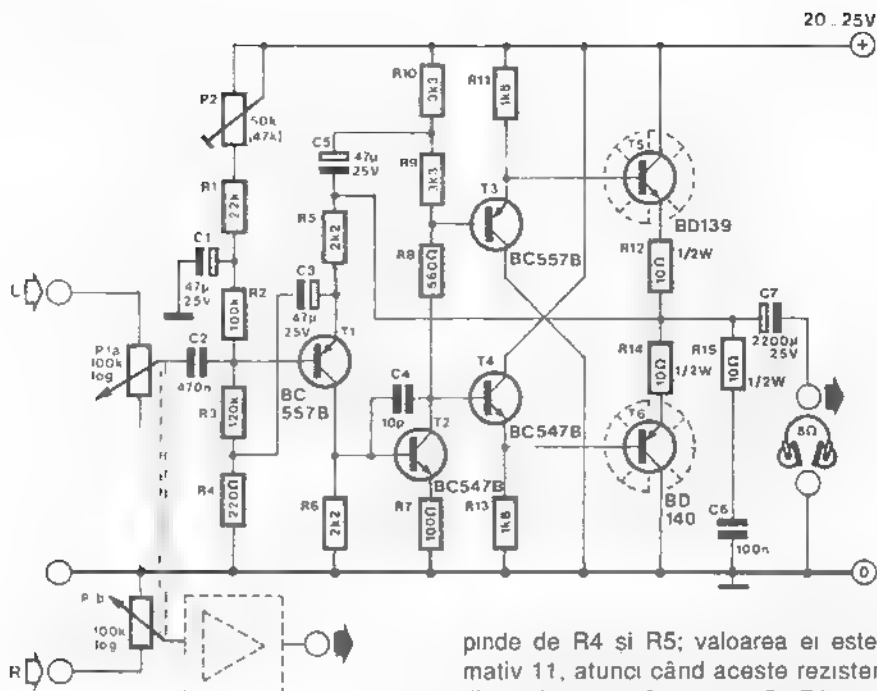 20..25V
R10
3k3
R11
1k8
P2
50k
(47k)
C5
47µ
25V
R9
3k3
T5
R1
22k
T3
BD139
R5
2k2
R8
560Ω
BC557B
R12
10Ω
1/2W
C1
47µ
25V
C3
47µ
25V
C7
2200µ
25V
L
R2
100k
T1
T4
R14
10Ω
1/2W
R15
10Ω
1/2W
P1a
100k
log
C2
470n
BC
557B
C4
10p
8Ω
R3
120k
T2
BC547B
T6
R4
220Ω
BC547B
BD
140
R6
2k2
R7
100Ω
R13
1k8
C6
100n
0
100k
log
R
pinde de R4 și R5; valoarea ei este
mativ 11, atunci când aceste rezister